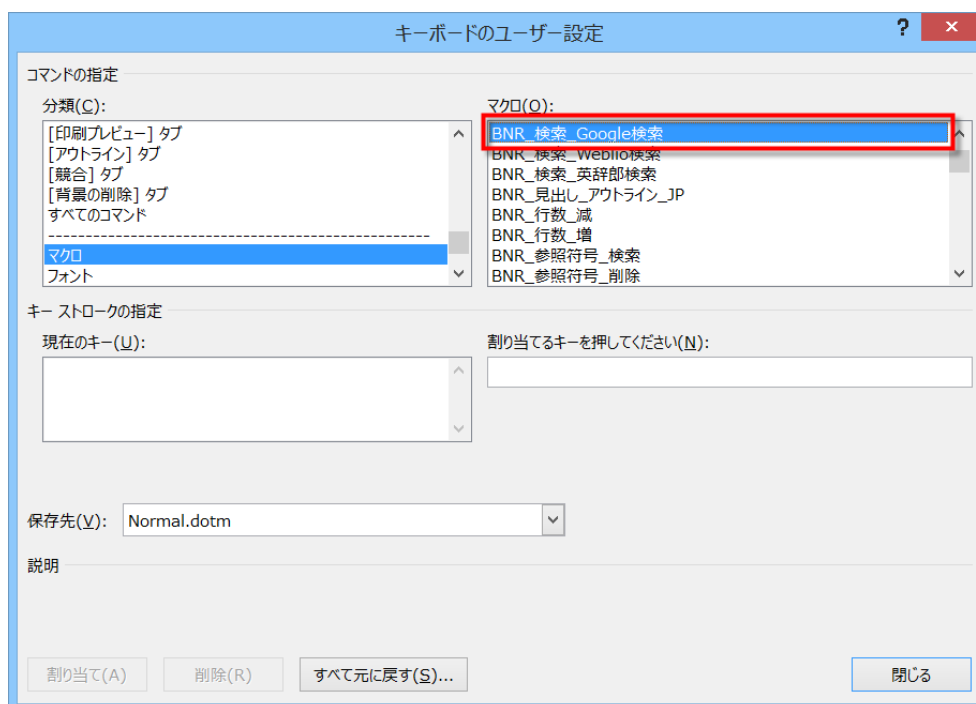 キーボードのユーザー設定
?
×
コマンドの指定
分類(C):
[印刷プレビュー] タブ
[アウトライン] タブ
[競合] タブ
[背景の削除] タブ
すべてのコマンド
--------------------------------------------------
マクロ
フォント
マクロ(O):
BNR_検索_Google検索
BNR_検索_Weblio検索
BNR_検索_英辞郎検索
BNR_見出し_アウトライン_JP
BNR_行数_減
BNR_行数_増
BNR_参照符号_検索
BNR_参照符号_削除
キー ストロークの指定
現在のキー(U):
割り当てるキーを押してください(N):
保存先(V):
Normal.dotm
説明
割り当て(A)
削除(R)
すべて元に戻す(S)...
閉じる